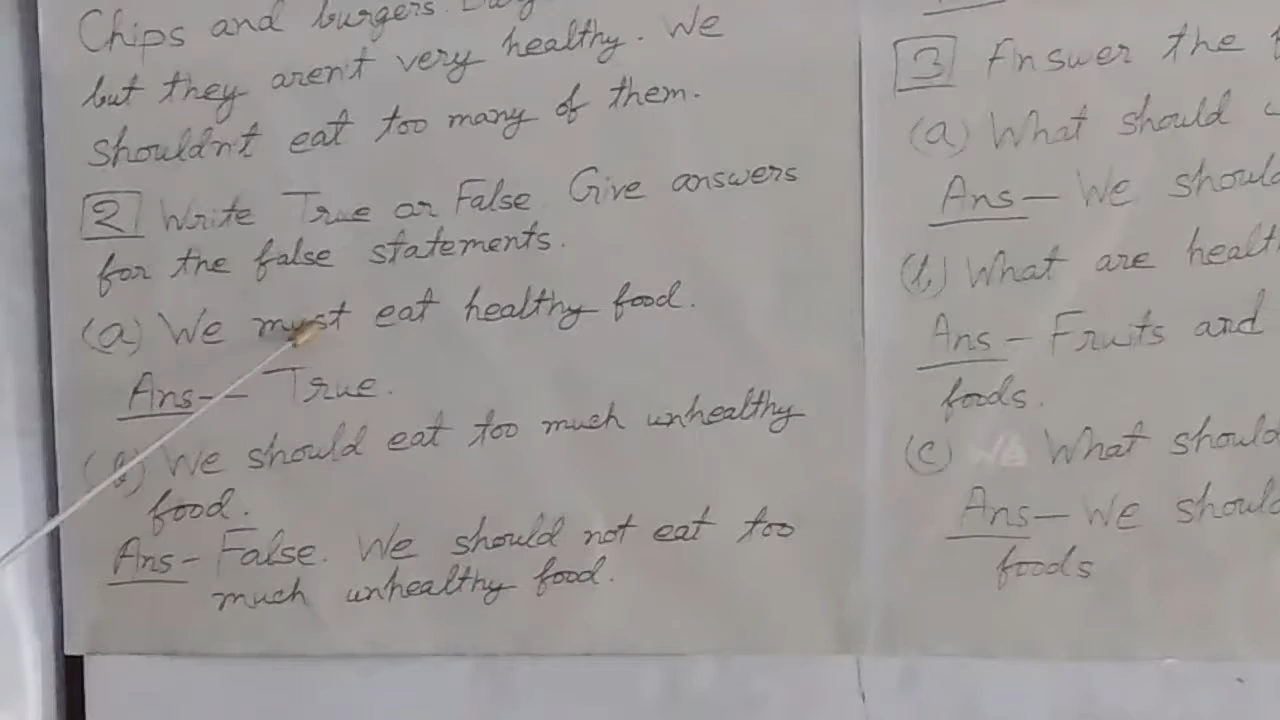 Chips and burgers.
but they aren't very healthy. We
shouldn't eat too many of them.
2 Write True or False. Give answers
for the false statements.
(a) We must eat healthy food.
Ans- True.
(b) We should eat too much unhealthy
food.
Ans- False. We should not eat too
much unhealthy food.
3 Answer the
(a) What should
Ans- We should
(b) What are
Ans- Fruits and
foods.
(c) What should
Ans- We should
foods